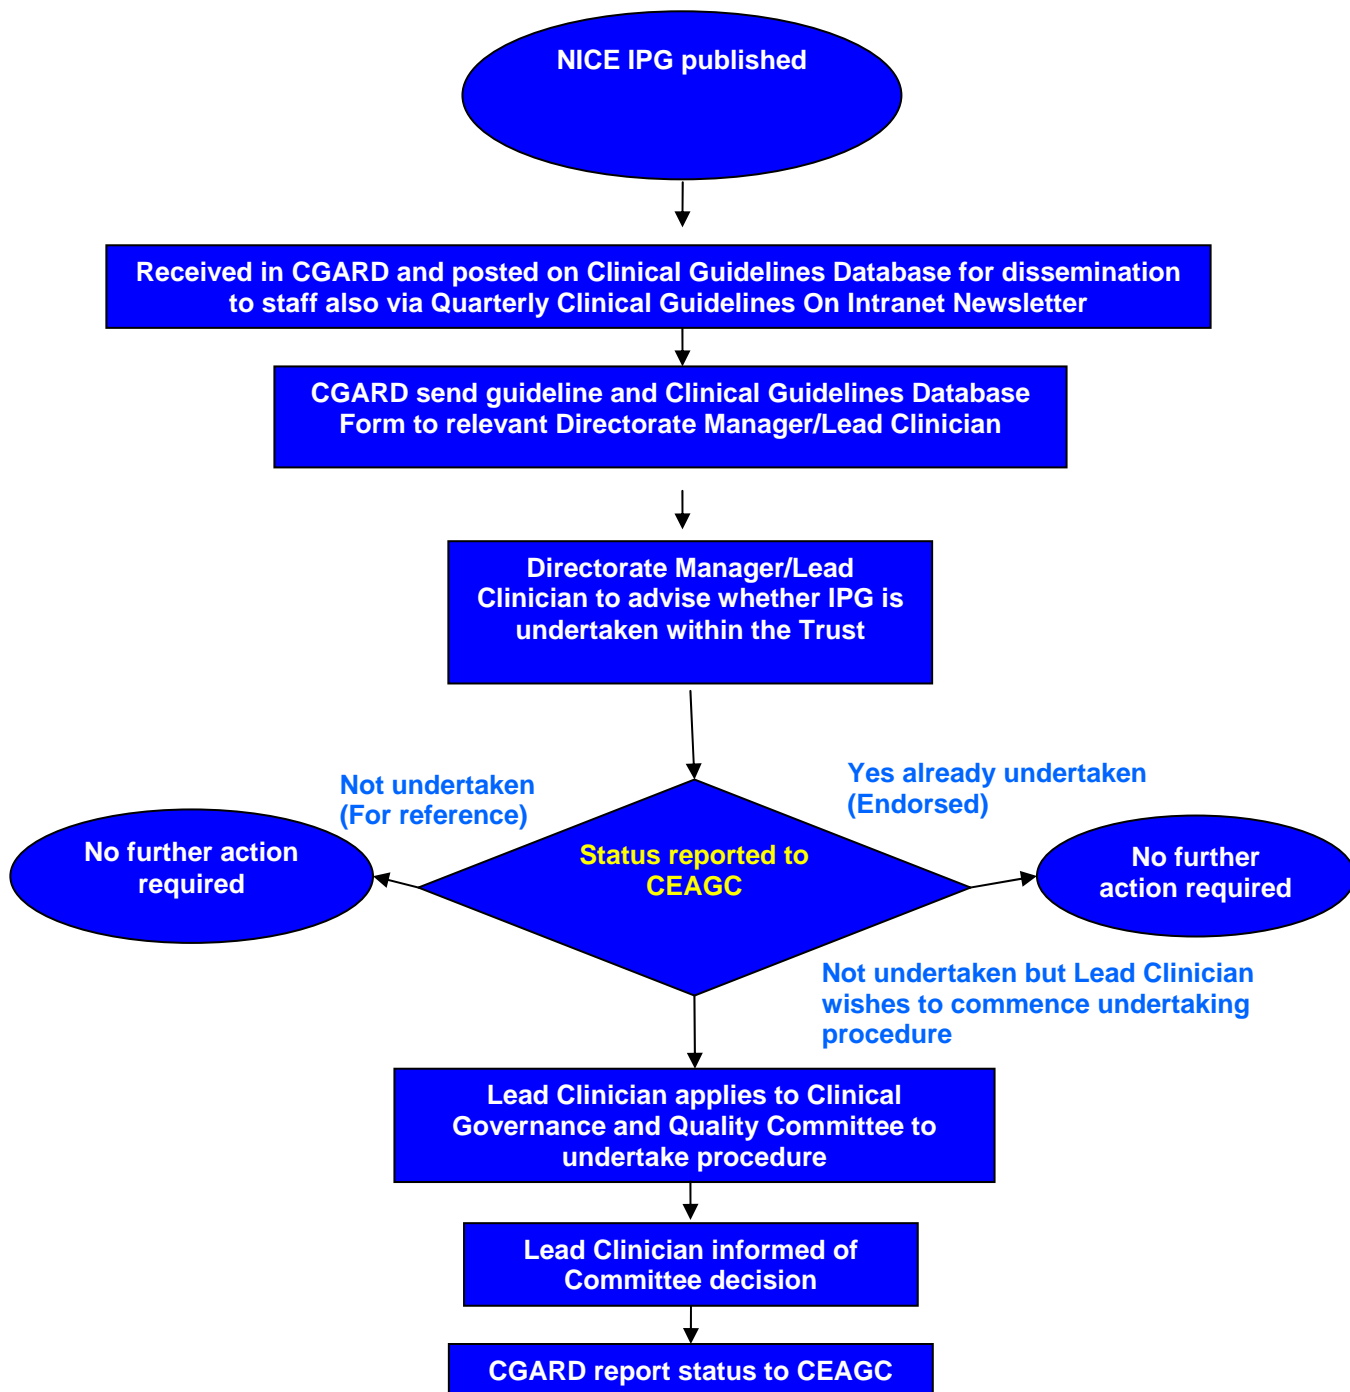 NICE IPG published
Received in CGARD and posted on Clinical Guidelines Database for dissemination
to staff also via Quarterly Clinical Guidelines On Intranet Newsletter
CGARD send guideline and Clinical Guidelines Database
Form to relevant Directorate Manager/Lead Clinician
Directorate Manager/Lead
Clinician to advise whether IPG is
undertaken within the Trust
Not undertaken
(For reference)
Yes already undertaken
(Endorsed)
No further action
required
Status reported to
CEAGC
No further
action required
Not undertaken but Lead Clinician
wishes to commence undertaking
procedure
Lead Clinician applies to Clinical
Governance and Quality Committee to
undertake procedure
Lead Clinician informed of
Committee decision
CGARD report status to CEAGC